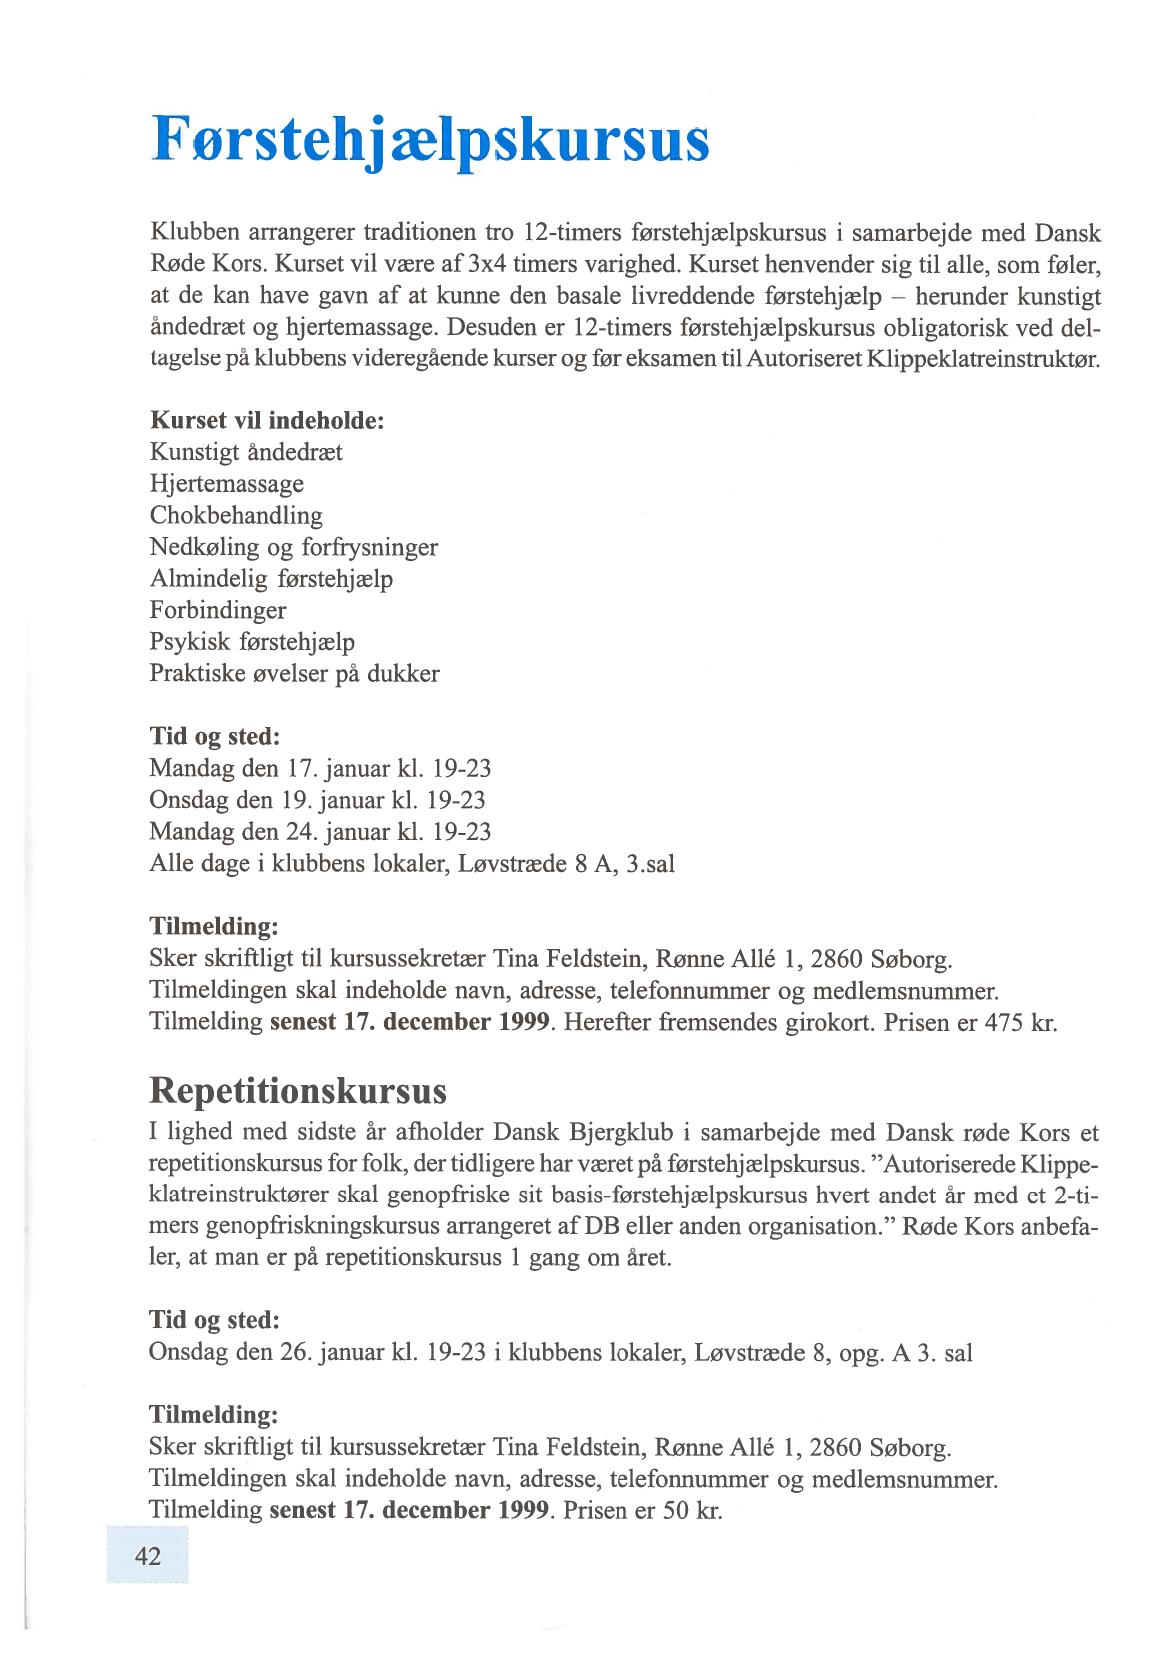 Førstehjælpskursus
Klubben arrangerer traditionen tro 12-timers førstehjælpskursus i samarbejde med Dansk
Røde Kors. Kurset vil være af 3x4 timers varighed. Kurset henvender sig til alle, som føler,
at de kan have gavn af at kunne den basale livreddende førstehjælp – herunder kunstigt
åndedræt og hjertemassage. Desuden er 12-timers førstehjælpskursus obligatorisk ved del-
tagelse på klubbens videregående kurser og før eksamen til Autoriseret Klippeklatreinstruktør.
Kurset vil indeholde:
Kunstigt åndedræt
Hjertemassage
Chokbehandling
Nedkøling og forfrysninger
Almindelig førstehjælp
Forbindinger
Psykisk førstehjælp
Praktiske øvelser på dukker
Tid og sted:
Mandag den 17. januar kl. 19-23
Onsdag den 19. januar kl. 19-23
Mandag den 24. januar kl. 19-23
Alle dage i klubbens lokaler, Løvstræde 8 A, 3.sal
Tilmelding:
Sker skriftligt til kursussekretær Tina Feldstein, Rønne Allé 1, 2860 Søborg.
Tilmeldingen skal indeholde navn, adresse, telefonnummer og medlemsnummer.
Tilmelding senest 17. december 1999. Herefter fremsendes girokort. Prisen er 475 kr.
Repetitionskursus
I lighed med sidste år afholder Dansk Bjergklub i samarbejde med Dansk røde Kors et
repetitionskursus for folk, der tidligere har været på førstehjælpskursus. ”Autoriserede Klippe-
klatreinstruktører skal genopfriske sit basis-førstehjælpskursus hvert andet år med et 2-ti-
mers genopfriskningskursus arrangeret af DB eller anden organisation.” Røde Kors anbefa-
ler, at man er på repetitionskursus 1 gang om året.
Tid og sted:
Onsdag den 26. januar kl. 19-23 i klubbens lokaler, Løvstræde 8, opg. A 3. sal
Tilmelding:
Sker skriftligt til kursussekretær Tina Feldstein, Rønne Allé 1, 2860 Søborg.
Tilmeldingen skal indeholde navn, adresse, telefonnummer og medlemsnummer.
Tilmelding senest 17. december 1999. Prisen er 50 kr.
42